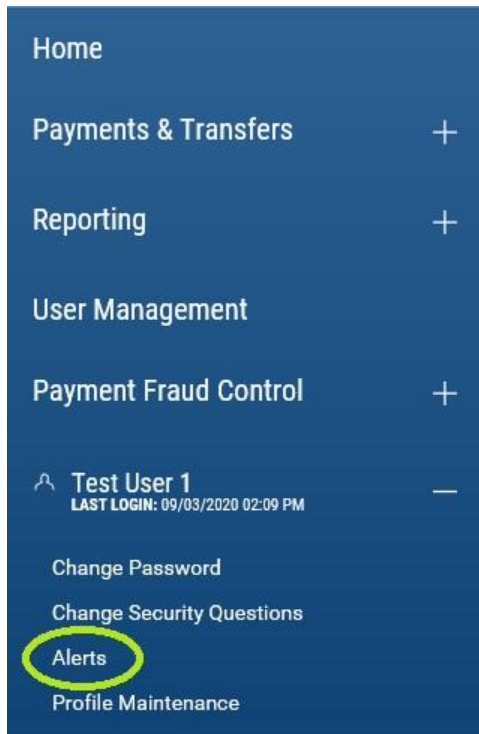 Home
Payments & Transfers
Reporting
User Management
Payment Fraud Control
Test User 1
LAST LOGIN: 09/03/2020 02:09 PM
Change Password
Change Security Questions
Alerts
Profile Maintenance